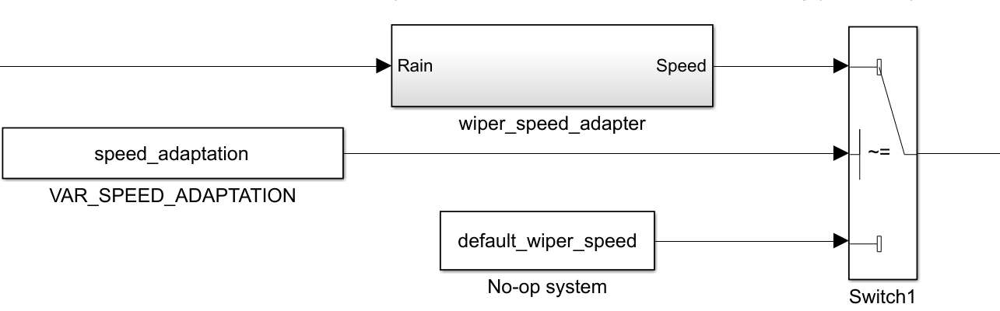 Rain Speed
wiper_speed_adapter
speed_adaptation
~=
VAR_SPEED_ADAPTATION
default_wiper_speed
No-op system
Switch1